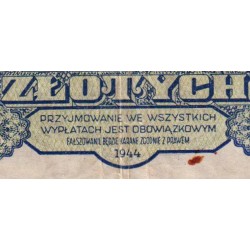 ZŁOTYCH
PRZYJMOWANIE WE WSZYSTKICH
WYPŁATACH JEST OBOWIĄZKOWYM
FAŁSZOWANIE BĘDZIE KARANE ZGODNIE Z PRAWEM
1944